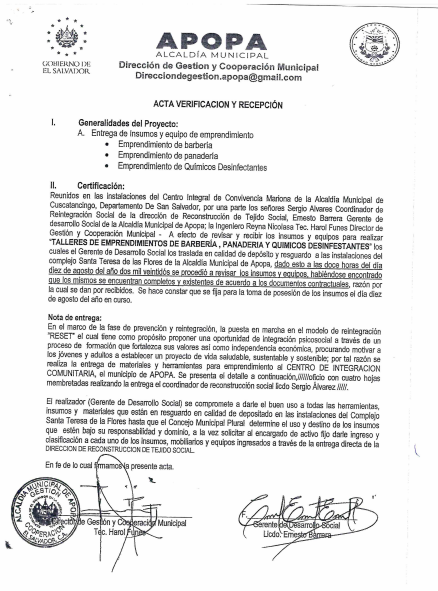 GOBIERNO DE
EL SALVADOR
APOPA
ALCALDÍA MUNICIPAL
Dirección de Gestion y Cooperación Municipal
Direcciondegestion.apopa@gmail.com
ACTA VERIFICACION Y RECEPCIÓN
I. Generalidades del Proyecto:
A. Entrega de insumos y equipo de emprendimiento
• Emprendimiento de barbería
• Emprendimiento de panadería
• Emprendimiento de Químicos Desinfectantes
II. Certificación:
Reunidos en las instalaciones del Centro Integral de Convivencia Mariona de la Alcaldía Municipal de
Cuscatancingo, Departamento De San Salvador, por una parte los señores Sergio Alvares Coordinador de
Reintegración Social de la dirección de Reconstrucción de Tejido Social, Ernesto Barrera Gerente de
desarrollo Social de la Alcaldía Municipal de Apopa; la Ingeniero Reyna Nicolasa Tec. Harol Funes Director de
Gestión y Cooperación Municipal - A efecto de revisar y recibir los insumos y equipos para realizar
"TALLERES DE EMPRENDIMIENTOS DE BARBERÍA , PANADERIA Y QUIMICOS DESINFESTANTES" los
cuales el Gerente de Desarrollo Social los traslada en calidad de depósito y resguardo a las instalaciones del
complejo Santa Teresa de las Flores de la Alcaldía Municipal de Apopa, dado esto a las doce horas del día
diez de agosto del año dos mil veintidós se procedió a revisar los insumos y equipos, habiéndose encontrado
que los mismos se encuentran completos y existentes de acuerdo a los documentos contractuales, razón por
la cual se dan por recibidos. Se hace constar que se fija para la toma de posesión de los insumos el día diez
de agosto del año en curso.
Nota de entrega:
En el marco de la fase de prevención y reintegración, la puesta en marcha en el modelo de reintegración
"RESET" el cual tiene como propósito proponer una oportunidad de integración psicosocial a través de un
proceso de formación que fortalezca sus valores así como independencia económica, procurando motivar a
los jóvenes y adultos a establecer un proyecto de vida saludable, sustentable y sostenible; por tal razón se
realiza la entrega de materiales y herramientas para emprendimiento al CENTRO DE INTEGRACION
COMUNITARIA, el municipio de APOPA. Se presenta el detalle a continuación,//////oficio con cuatro hojas
membretadas realizando la entrega el coordinador de reconstrucción social licdo Sergio Álvarez./////.
El realizador (Gerente de Desarrollo Social) se compromete a darle el buen uso a todas las herramientas,
insumos y materiales que están en resguardo en calidad de depositado en las instalaciones del Complejo
Santa Teresa de la Flores hasta que el Concejo Municipal Plural determine el uso y destino de los insumos
que estén bajo su responsabilidad y dominio, a la vez solicitar al encargado de activo fijo darle ingreso y
clasificación a cada uno de los insumos, mobiliarios y equipos ingresados a través de la entrega directa de la
DIRECCION DE RECONSTRUCCION DE TEJIDO SOCIAL.
En fe de lo cual firmamos la presente acta.
ALCALDIA MUNICIPAL DE APOPA
GESTION
COOPERACION
EL SALVADOR, C.A.
Director de Gestión y Cooperación Municipal
Tec. Harol Funes
Gerente de Desarrollo Social
Licdo. Ernesto Barrera